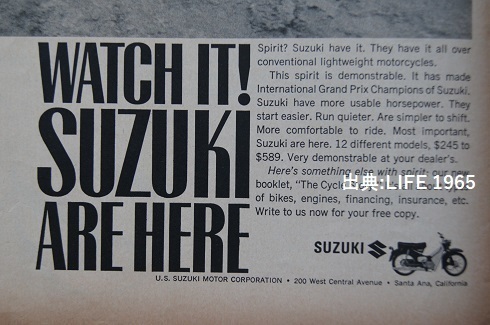 WATCH IT!
SUZUKI
ARE HERE
Spirit? Suzuki have it. They have it all over
conventional lightweight motorcycles.
This spirit is demonstrable. It has made
International Grand Prix Champions of Suzuki.
Suzuki have more usable horsepower. They
start easier. Run quieter. Are simpler to shift.
More comfortable to ride. Most important,
Suzuki are here. 12 different models, $245 to
$589. Very demonstrable at your dealer's.
Here's something else with spirit: our new
booklet, "The Cycle
of bikes, engines, financing, insurance, etc.
Write to us now for your free copy.
出典:LIFE 1965
SUZUKI
U.S. SUZUKI MOTOR CORPORATION • 200 West Central Avenue • Santa Ana, California